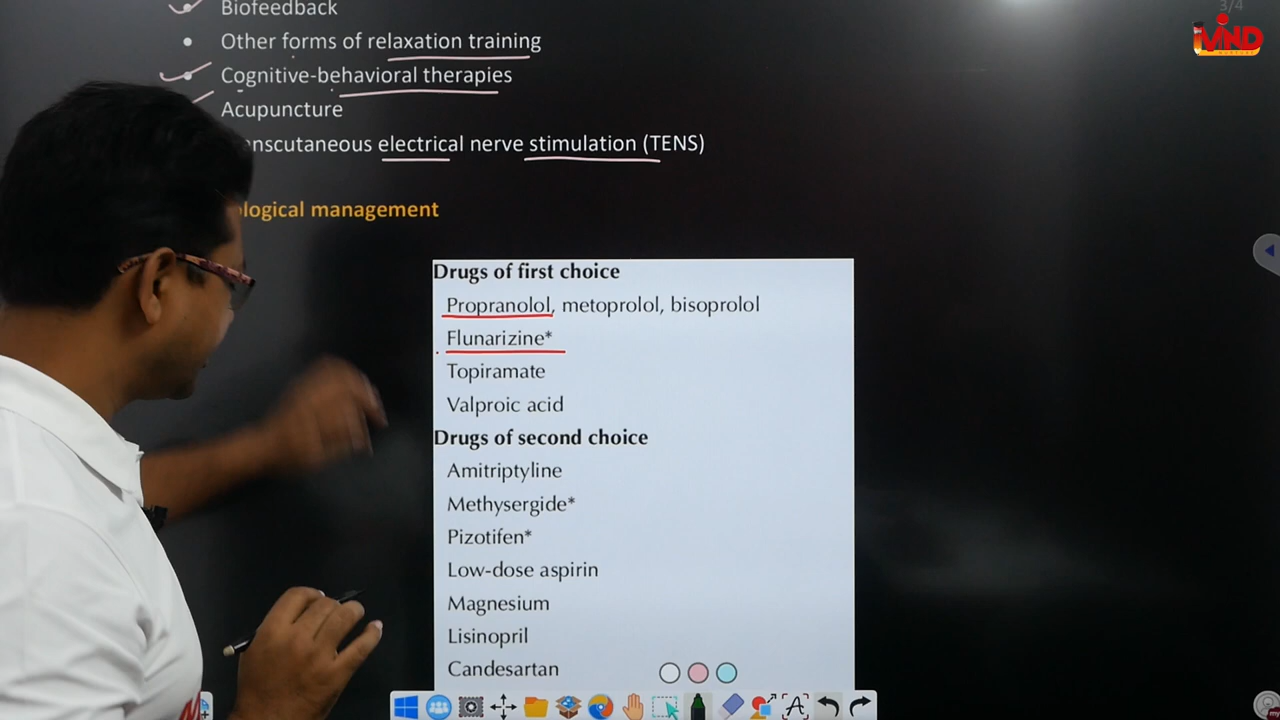 3/4
Biofeedback
Other forms of relaxation training
Cognitive-behavioral therapies
Acupuncture
nscutaneous electrical nerve stimulation (TENS)
logical management
Drugs of first choice
Propranolol, metoprolol, bisoprolol
Flunarizine*
Topiramate
Valproic acid
Drugs of second choice
Amitriptyline
Methysergide*
Pizotifen*
Low-dose aspirin
Magnesium
Lisinopril
Candesartan